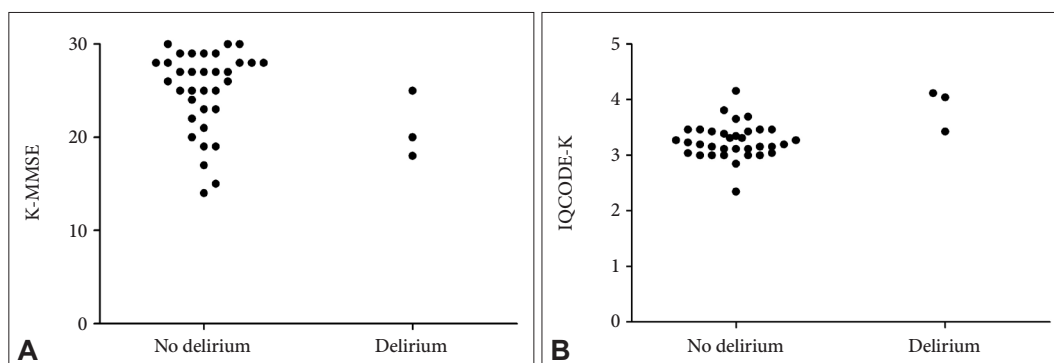 30
20
10
0
K-MMSE
No delirium
Delirium
A
5
4
3
2
1
0
IQCODE-K
No delirium
Delirium
B